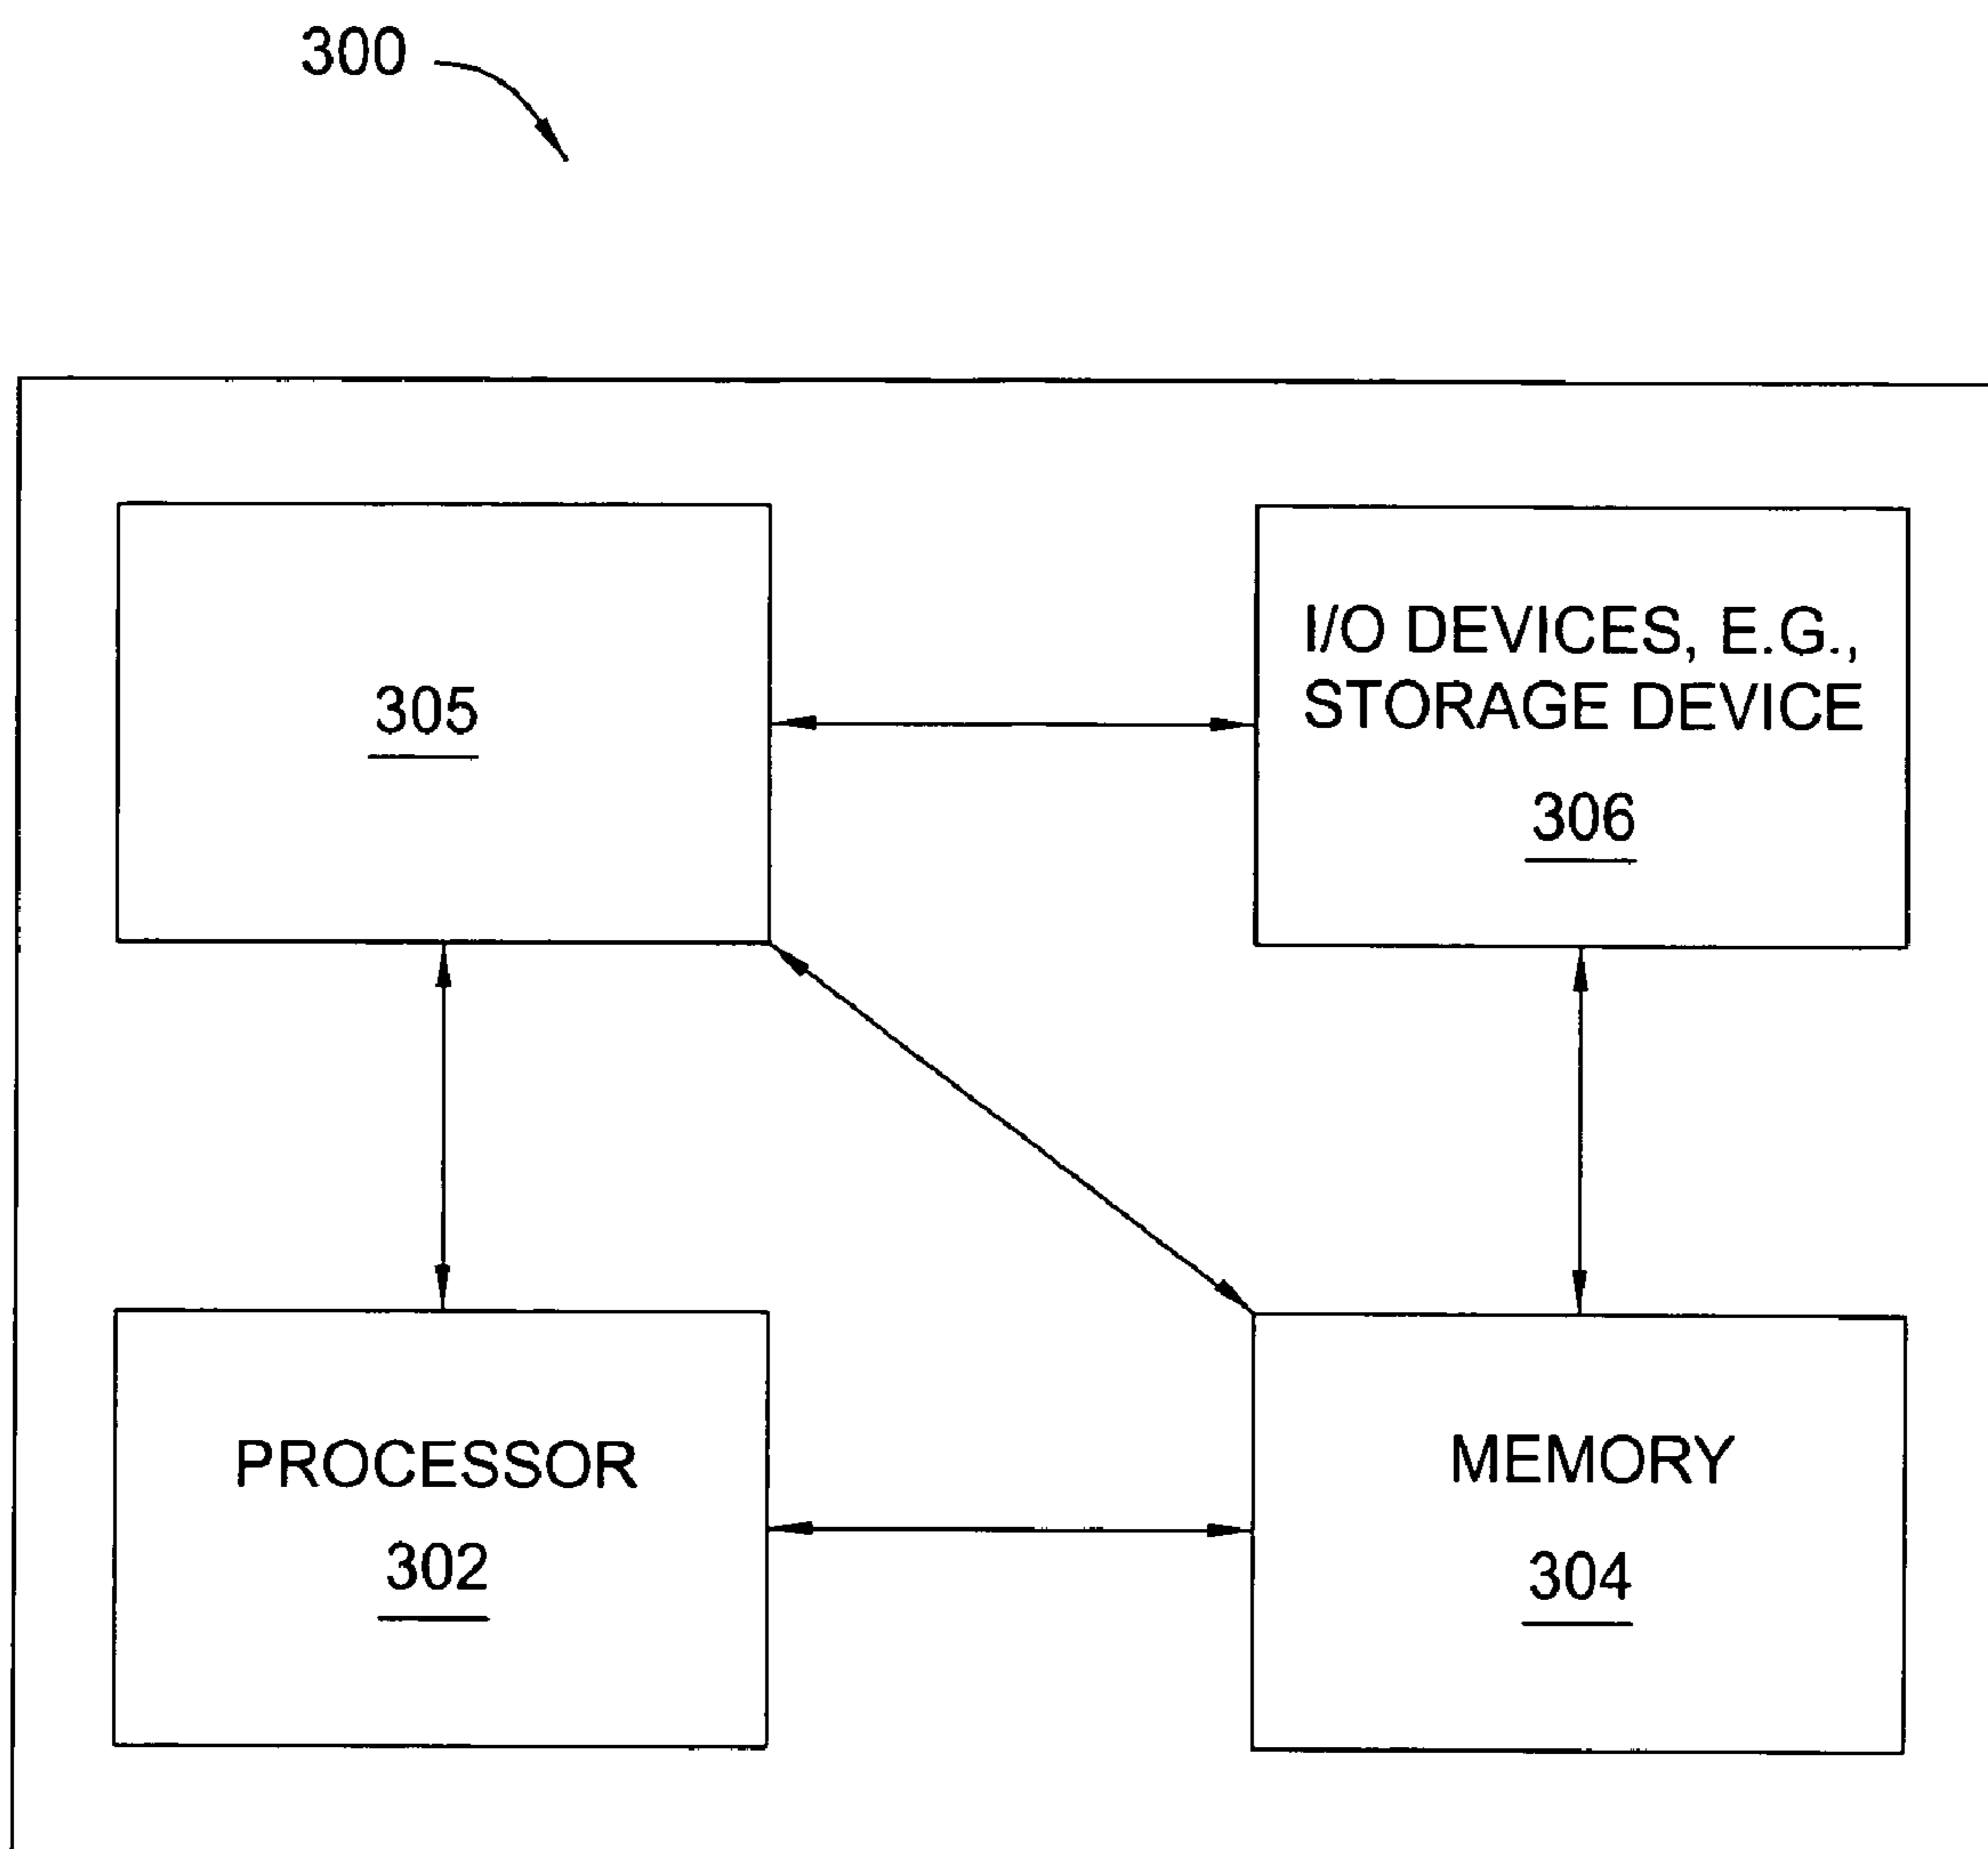 300
305
I/O DEVICES, E.G.,
STORAGE DEVICE
306
PROCESSOR
302
MEMORY
304